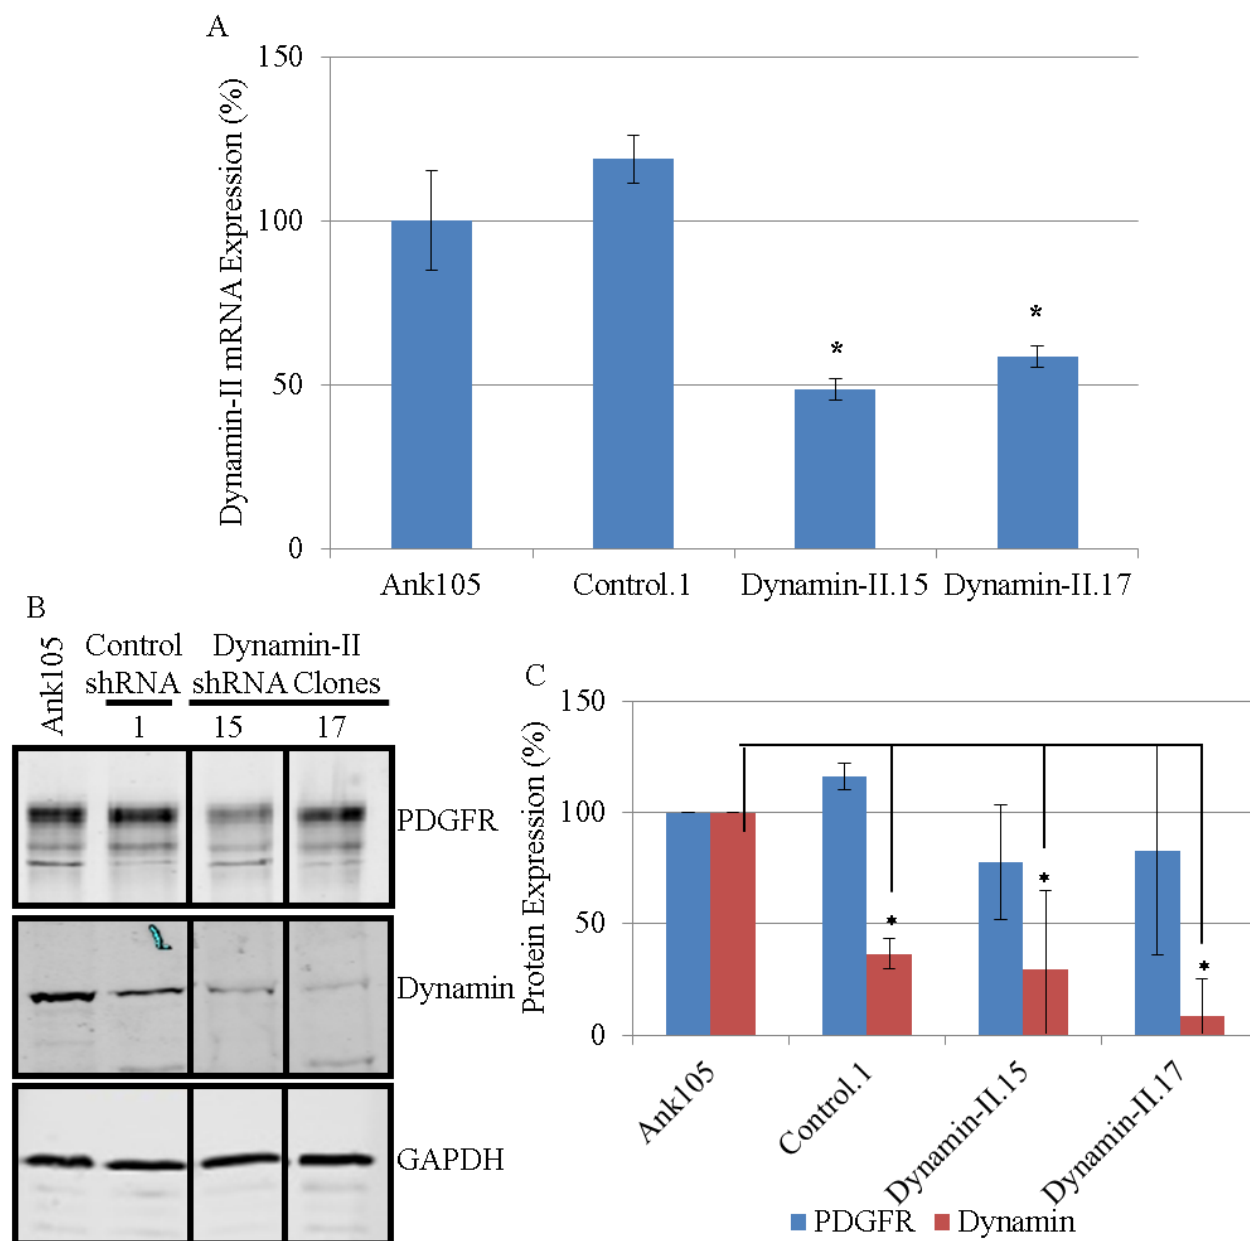 A
Dynamin-II mRNA Expression (%)
150
100
50
0
*
*
Ank105 Control.1 Dynamin-II.15 Dynamin-II.17
B
Ank105
Control Dynamin-II
shRNA shRNA Clones
1 15 17
PDGFR
Dynamin
GAPDH
C
Protein Expression (%)
150
100
50
0
*
*
*
Ank105
Control.1
Dynamin-II.15
Dynamin-II.17
PDGFR Dynamin